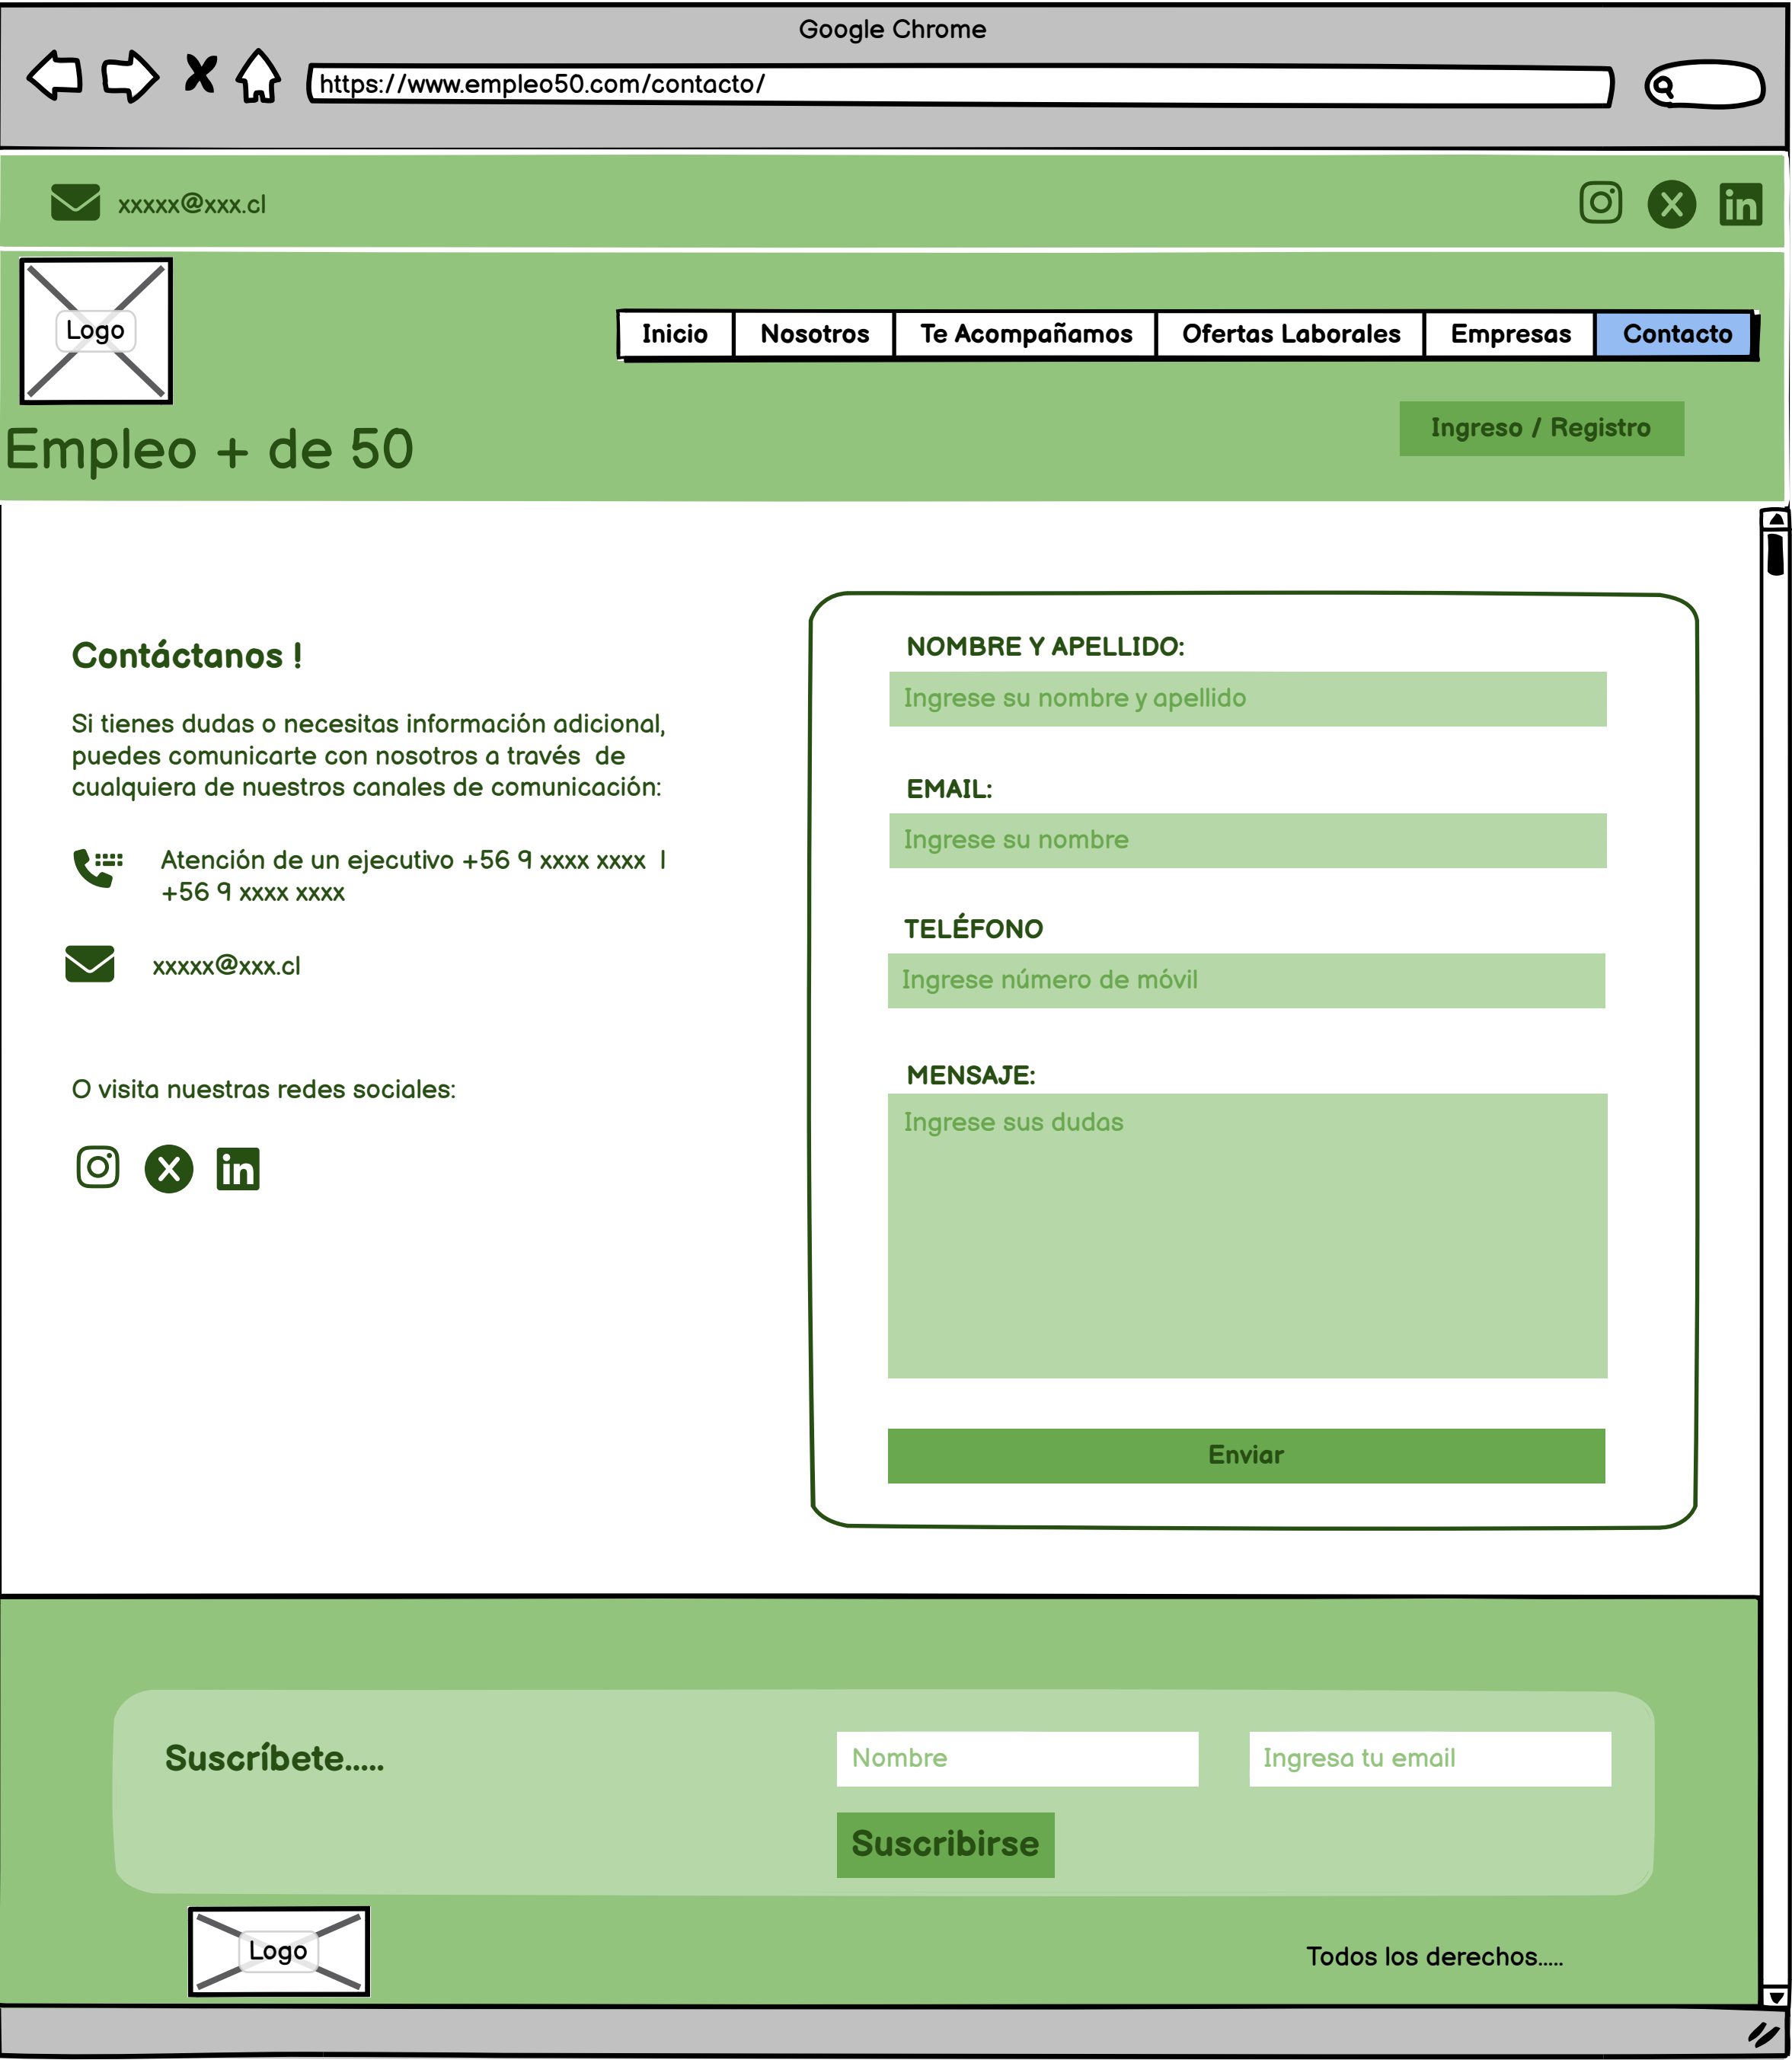 Google Chrome
https://www.empleo50.com/contacto/
xxxxx@xxx.cl
Logo
Inicio Nosotros Te Acompañamos Ofertas Laborales Empresas Contacto
Ingreso / Registro
Empleo + de 50
Contáctanos !
Si tienes dudas o necesitas información adicional,
puedes comunicarte con nosotros a través  de
cualquiera de nuestros canales de comunicación:
Atención de un ejecutivo +56 9 xxxx xxxx  |
+56 9 xxxx xxxx
xxxxx@xxx.cl
O visita nuestras redes sociales:
NOMBRE Y APELLIDO:
Ingrese su nombre y apellido
EMAIL:
Ingrese su nombre
TELÉFONO
Ingrese número de móvil
MENSAJE:
Ingrese sus dudas
Enviar
Suscríbete.....
Nombre
Ingresa tu email
Suscribirse
Logo
Todos los derechos.....